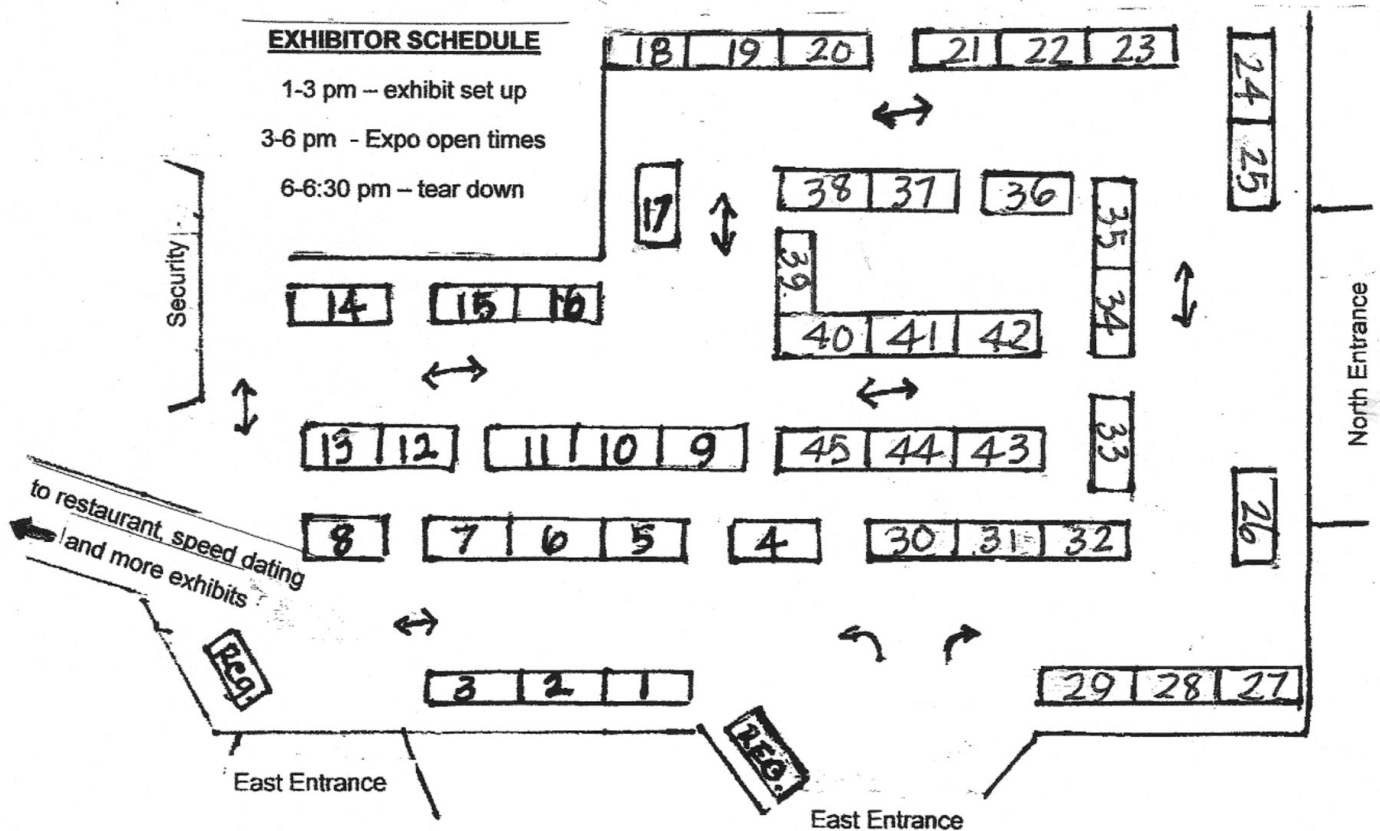 EXHIBITOR SCHEDULE
1-3 pm – exhibit set up
3-6 pm - Expo open times
6-6:30 pm – tear down
18 19 20 21 22 23
24
25
17
38 37 36
35
34
39
14 15 16
40 41 42
Security
North Entrance
13 12 11 10 9 45 44 43
33
26
8 7 6 5 4 30 31 32
to restaurant, speed dating
and more exhibits
Reg.
3 2 1
29 28 27
REG.
East Entrance
East Entrance